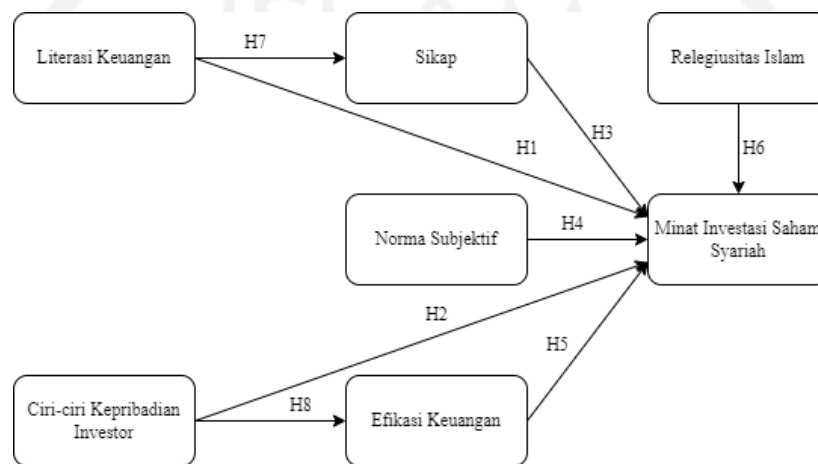 Literasi Keuangan
H7
Sikap
Relegiusitas Islam
H1
H3
H6
Norma Subjektif
H4
Minat Investasi Saham
Syariah
H2
H5
Ciri-ciri Kepribadian
Investor
H8
Efikasi Keuangan